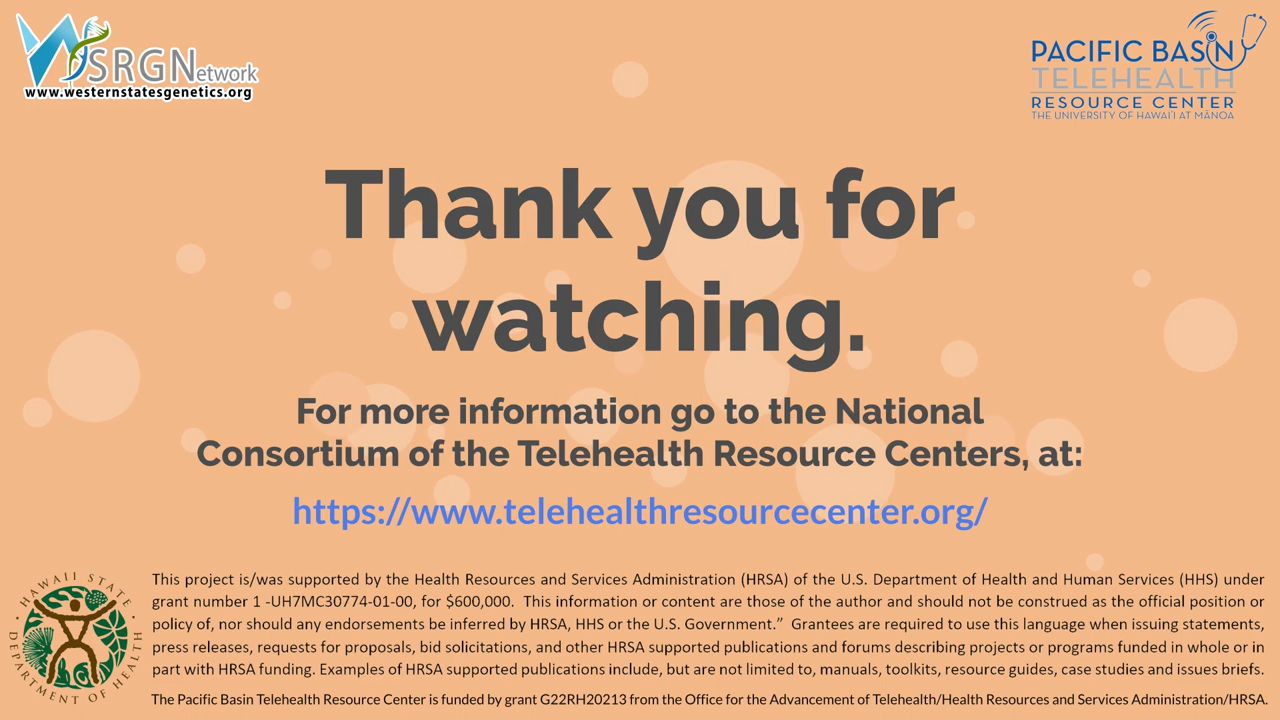 WSRGNetwork
www.westernstatesgenetics.org
PACIFIC BASIN
TELEHEALTH
RESOURCE CENTER
THE UNIVERSITY OF HAWAI'I AT MĀNOA
Thank you for
watching.
For more information go to the National
Consortium of the Telehealth Resource Centers, at:
https://www.telehealthresourcecenter.org/
HAWAII STATE
DEPARTMENT OF HEALTH
This project is/was supported by the Health Resources and Services Administration (HRSA) of the U.S. Department of Health and Human Services (HHS) under
grant number 1 -UH7MC30774-01-00, for $600,000.  This information or content are those of the author and should not be construed as the official position or
policy of, nor should any endorsements be inferred by HRSA, HHS or the U.S. Government.”  Grantees are required to use this language when issuing statements,
press releases, requests for proposals, bid solicitations, and other HRSA supported publications and forums describing projects or programs funded in whole or in
part with HRSA funding. Examples of HRSA supported publications include, but are not limited to, manuals, toolkits, resource guides, case studies and issues briefs.
The Pacific Basin Telehealth Resource Center is funded by grant G22RH20213 from the Office for the Advancement of Telehealth/Health Resources and Services Administration/HRSA.